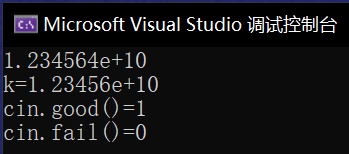 Microsoft Visual Studio 调试控制台
1.234564e+10
k=1.23456e+10
cin.good()=1
cin.fail()=0